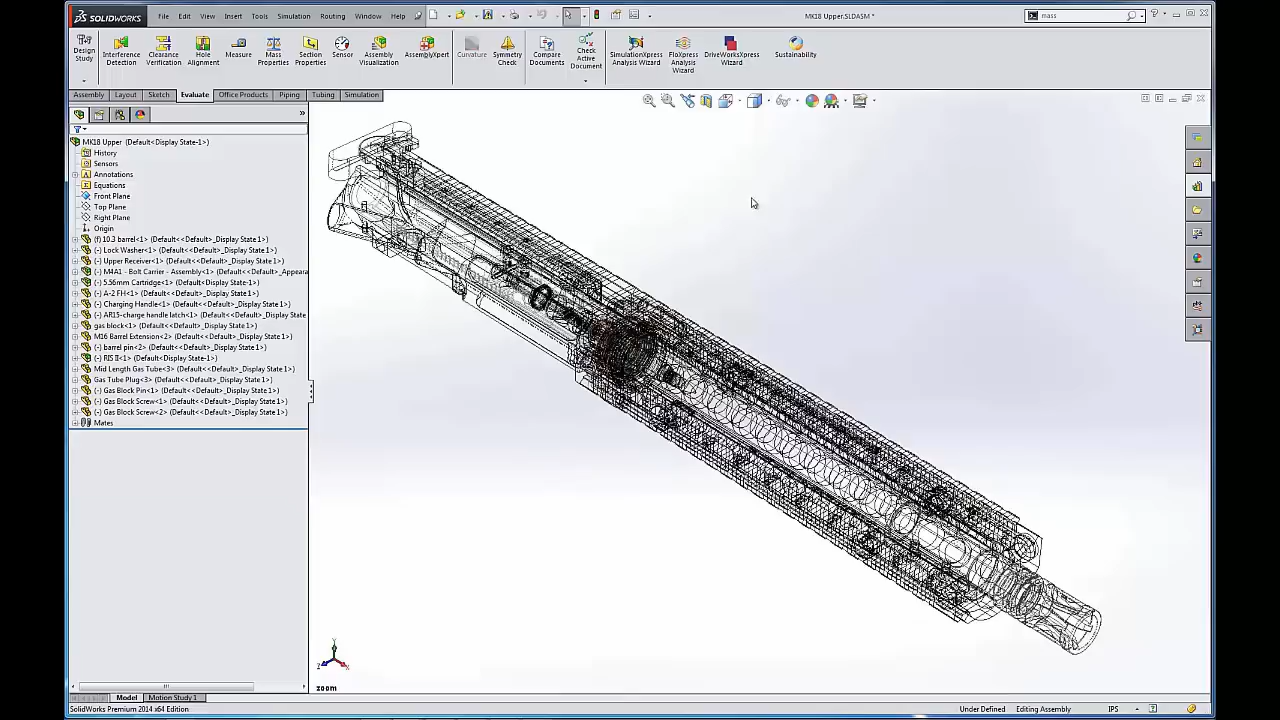 SOLIDWORKS File Edit View Insert Tools Simulation Routing Window Help MK18 Upper.SLDASM * mass
Design Study
Interference Detection
Clearance Verification
Hole Alignment
Measure
Mass Properties
Section Properties
Sensor
Assembly Visualization
AssemblyXpert
Curvature
Symmetry Check
Compare Documents
Check Active Document
SimulationXpress Analysis Wizard
FloXpress Analysis Wizard
DriveWorksXpress Wizard
Sustainability
Assembly Layout Sketch Evaluate Office Products Piping Tubing Simulation
MK18 Upper (Default<Display State-1>)
History
Sensors
Annotations
Equations
Front Plane
Top Plane
Right Plane
Origin
(f) 10.3 barrel<1> (Default<<Default>_Display State 1>)
(-) Lock Washer<1> (Default<<Default>_Display State 1>)
(-) Upper Receiver<1> (Default<<Default>_Display State 1>)
(-) M4A1 - Bolt Carrier - Assembly<1> (Default<Default>_Appeara
(-) 5.56mm Cartridge<1> (Default<Display State-1>)
(-) A-2 FH<1> (Default<<Default>_Display State 1>)
(-) Charging Handle<1> (Default<<Default>_Display State 1>)
(-) AR15-charge handle latch<1> (Default<<Default>_Display State
gas block<1> (Default<<Default>_Display State 1>)
M16 Barrel Extension<2> (Default<<Default>_Display State 1>)
(-) barrel pin<2> (Default<<Default>_Display State 1>)
(-) RIS II<1> (Default<Display State-1>)
Mid Length Gas Tube<3> (Default<<Default>_Display State 1>)
Gas Tube Plug<3> (Default<<Default>_Display State 1>)
(-) Gas Block Pin<1> (Default<<Default>_Display State 1>)
(-) Gas Block Screw<1> (Default<<Default>_Display State 1>)
(-) Gas Block Screw<2> (Default<<Default>_Display State 1>)
Mates
zoom
Model Motion Study 1
SolidWorks Premium 2014 x64 Edition Under Defined Editing Assembly IPS